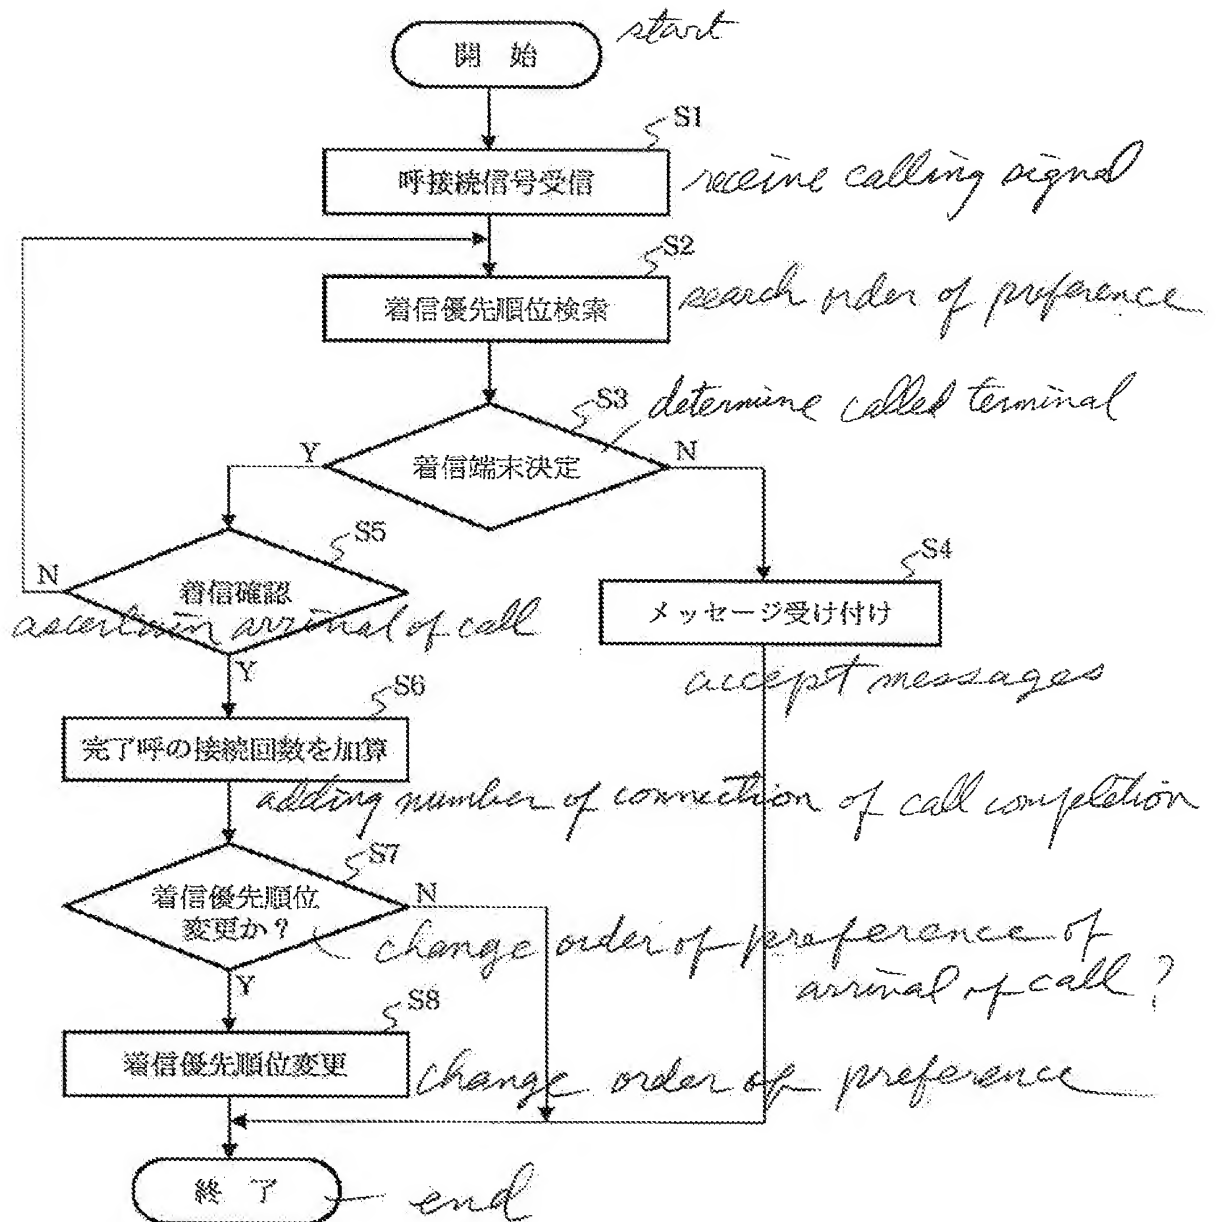 開 始
start
S1
呼接続信号受信
receive calling signal
S2
着信優先順位検索
search order of preference
S3
determine called terminal
Y
着信端末決定
N
S5
S4
N
着信確認
メッセージ受け付け
ascertain arrival of call
Y
accept messages
S6
完了呼の接続回数を加算
adding number of connection of call completion
S7
着信優先順位
変更か?
N
change order of preference of
arrival of call?
Y
S8
着信優先順位変更
change order of preference
終 了
end